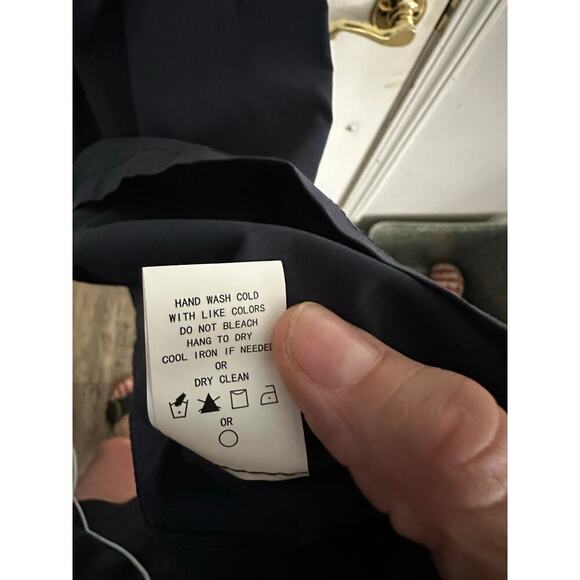 HAND WASH COLD
WITH LIKE COLORS
DO NOT BLEACH
HANG TO DRY
COOL IRON IF NEEDED
OR
DRY CLEAN
OR